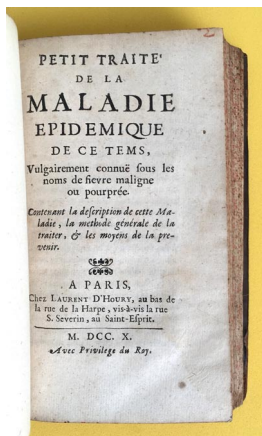 PETIT TRAITE'
DE LA
MALADIE
EPIDEMIQUE
DE CE TEMS,
Vulgairement connuë sous les
noms de fievre maligne
ou pourprée.
Contenant la description de cette Ma-
ladie, la methode générale de la
traiter, & les moyens de la pre-
venir.
A PARIS,
Chez LAURENT D'HOURY, au bas de
la rue de la Harpe, vis-à-vis la rue
S. Severin, au Saint-Esprit.
M. DCC. X.
Avec Privilege du Roy.